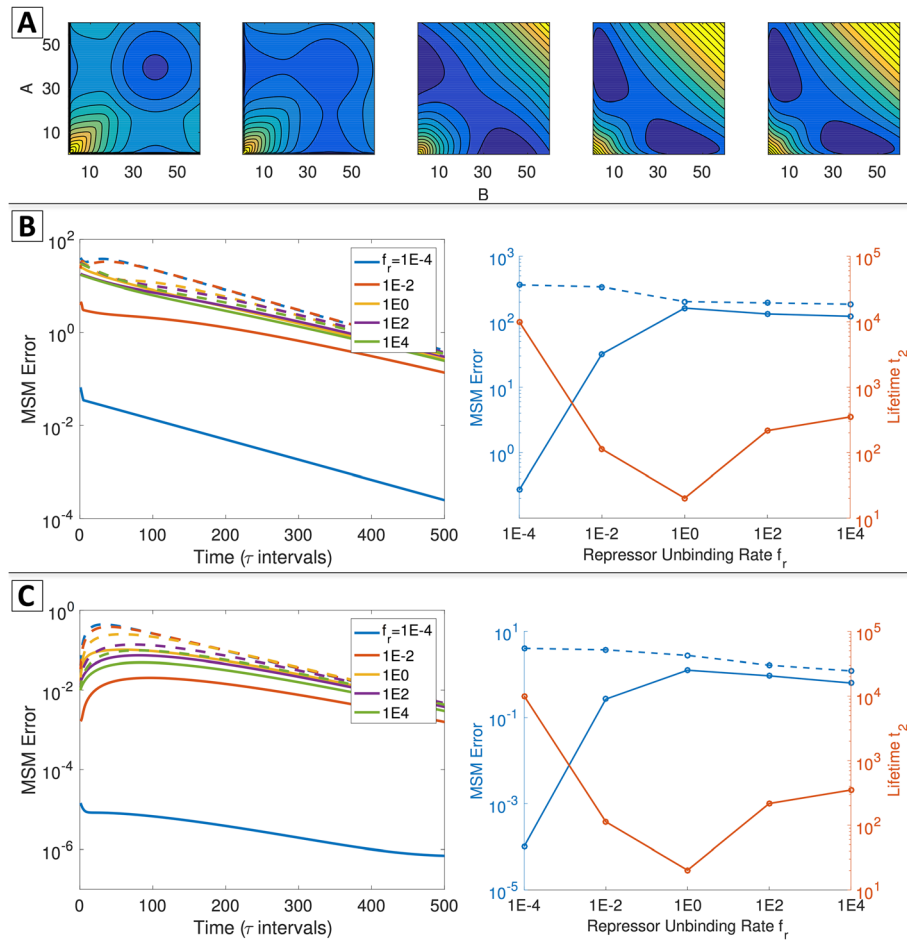 A
50
30
10
A
10 30 50
10 30 50
10 30 50
10 30 50
10 30 50
B
B
10^2
10^0
10^-2
10^-4
MSM Error
0 100 200 300 400 500
Time (τ intervals)
f_r=1E-4
1E-2
1E0
1E2
1E4
10^3
10^2
10^1
10^0
MSM Error
10^5
10^4
10^3
10^2
10^1
Lifetime t_2
1E-4 1E-2 1E0 1E2 1E4
Repressor Unbinding Rate f_r
C
10^0
10^-2
10^-4
10^-6
MSM Error
0 100 200 300 400 500
Time (τ intervals)
f_r=1E-4
1E-2
1E0
1E2
1E4
10^1
10^-1
10^-3
10^-5
MSM Error
10^5
10^4
10^3
10^2
10^1
Lifetime t_2
1E-4 1E-2 1E0 1E2 1E4
Repressor Unbinding Rate f_r